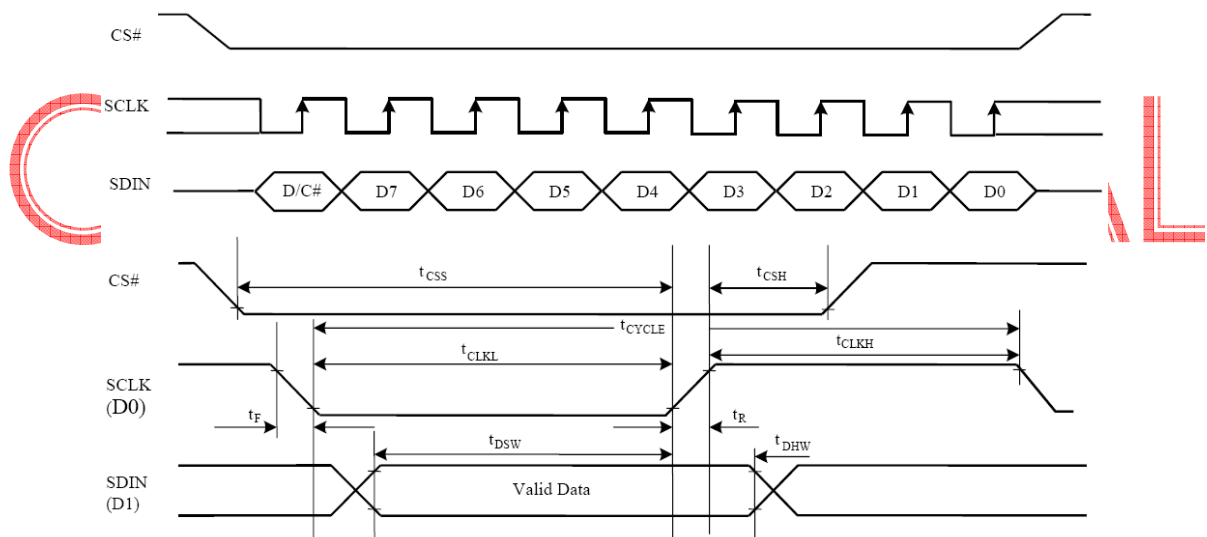 CS#
SCLK
SDIN D/C# D7 D6 D5 D4 D3 D2 D1 D0
CS# tCSS tCSH
tCYCLE
tCLKL tCLKH
SCLK
(D0)
tF tR
tDSW tDHW
SDIN
(D1)
Valid Data